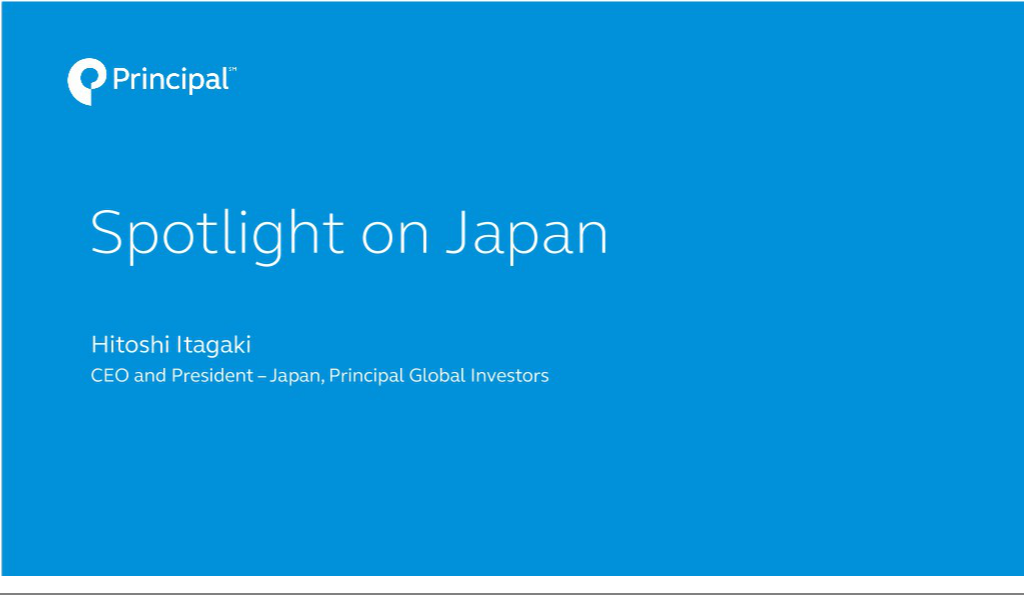 Principal℠
Spotlight on Japan
Hitoshi Itagaki
CEO and President – Japan, Principal Global Investors